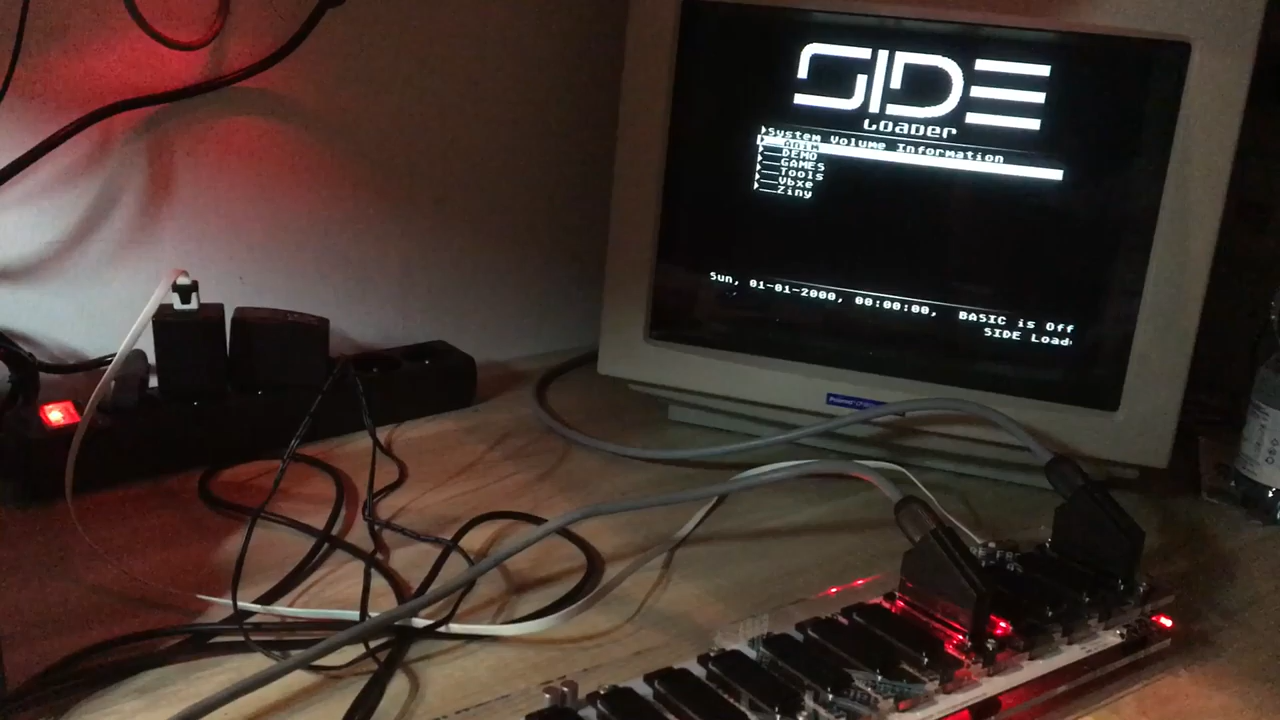 SIDE
Loader
System Volume Information
Anim
DEMO
GAMES
Tools
Vbxe
Ziny
Sun, 01-01-2000, 00:00:00, BASIC is Off
SIDE Load